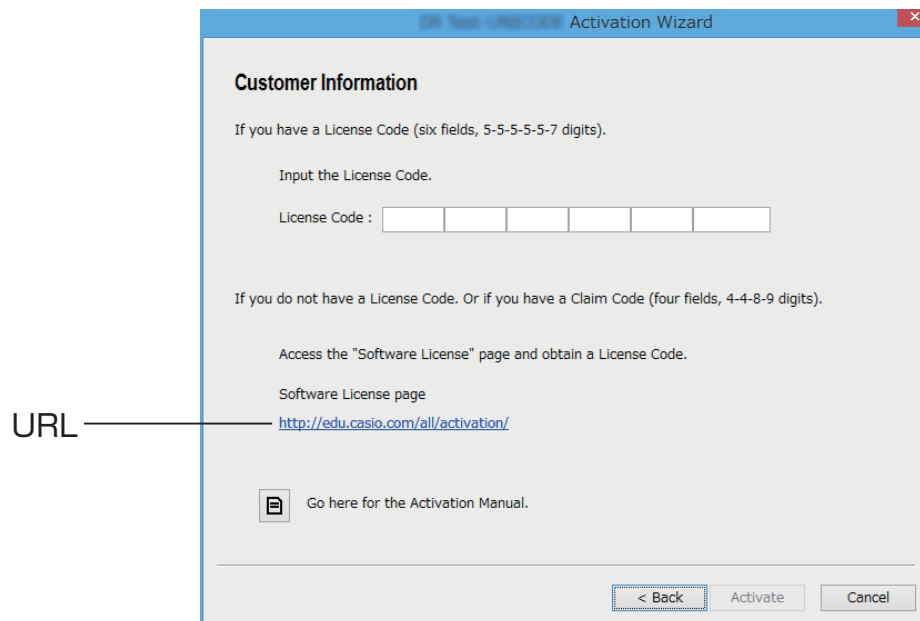 Activation Wizard
Customer Information
If you have a License Code (six fields, 5-5-5-5-5-7 digits).
Input the License Code.
License Code :
If you do not have a License Code. Or if you have a Claim Code (four fields, 4-4-8-9 digits).
Access the "Software License" page and obtain a License Code.
Software License page
URL
http://edu.casio.com/all/activation/
Go here for the Activation Manual.
< Back Activate Cancel